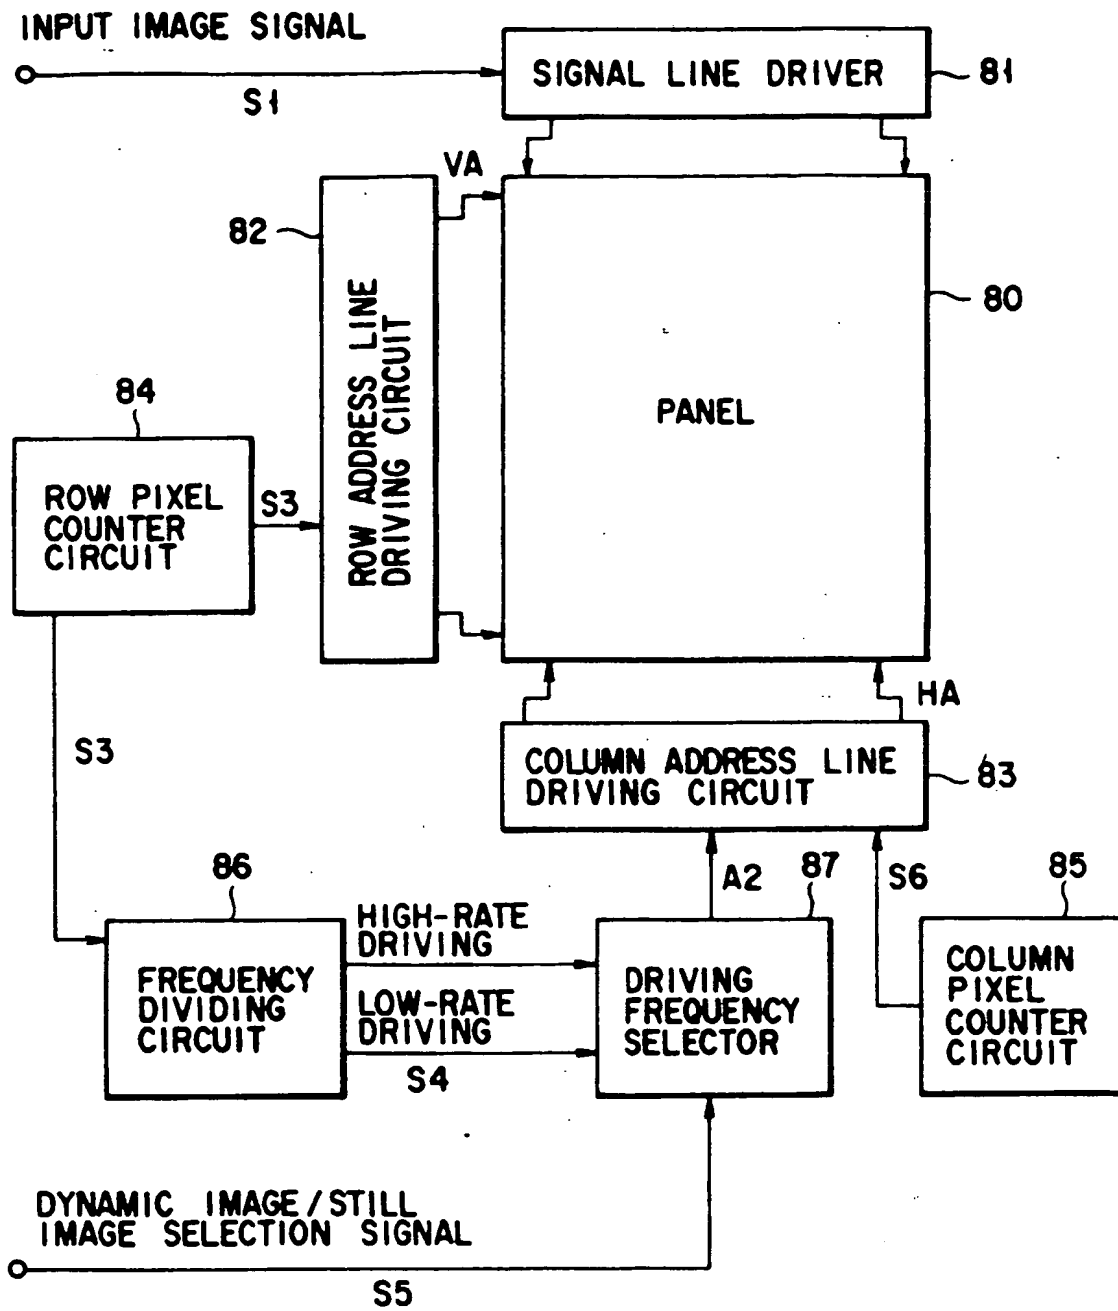 INPUT IMAGE SIGNAL
S1
SIGNAL LINE DRIVER
81
VA
82
ROW ADDRESS LINE
DRIVING CIRCUIT
80
PANEL
84
ROW PIXEL
COUNTER
CIRCUIT
S3
S3
HA
COLUMN ADDRESS LINE
DRIVING CIRCUIT
83
86
A2
87
S6
85
HIGH-RATE
DRIVING
FREQUENCY
DIVIDING
CIRCUIT
LOW-RATE
DRIVING
S4
DRIVING
FREQUENCY
SELECTOR
COLUMN
PIXEL
COUNTER
CIRCUIT
DYNAMIC IMAGE/STILL
IMAGE SELECTION SIGNAL
S5